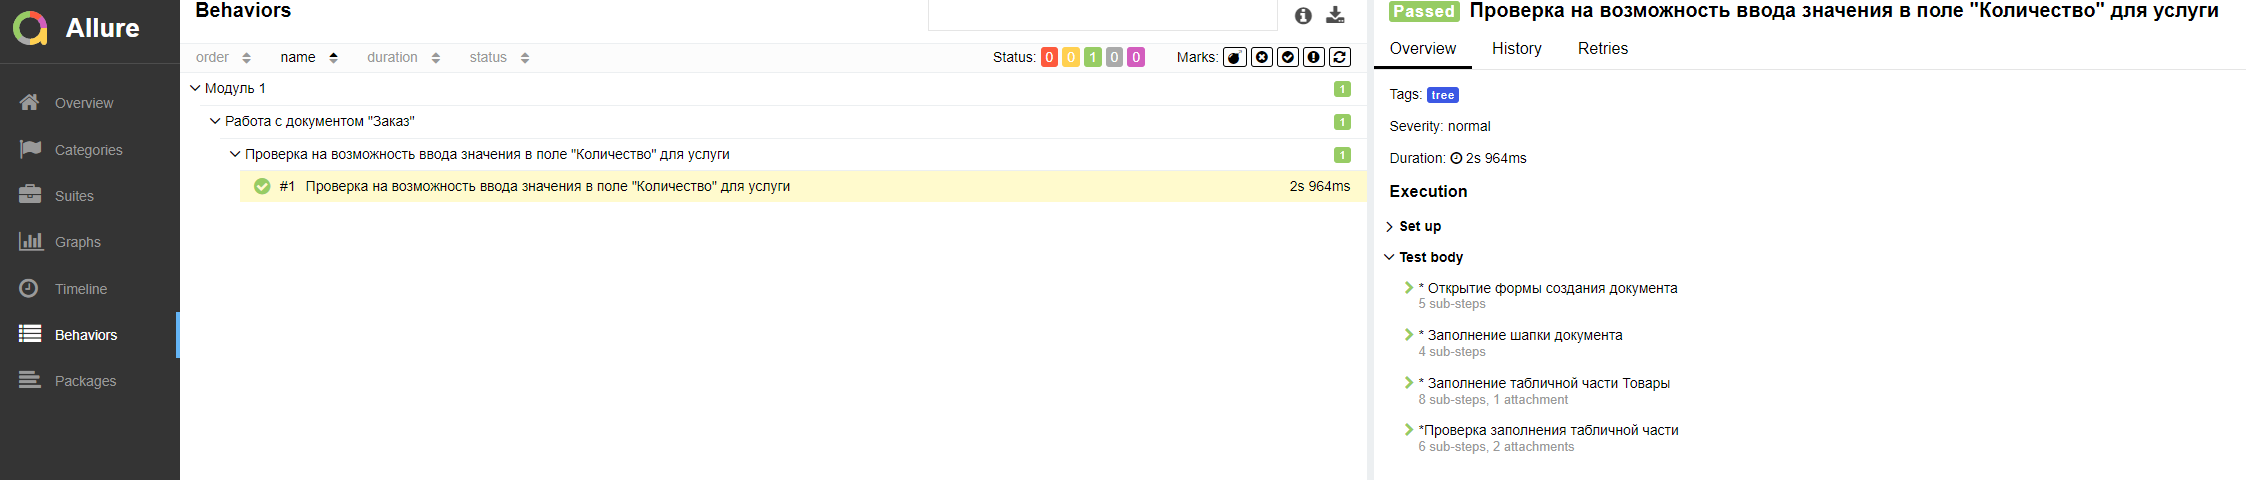 Allure
Overview
Categories
Suites
Graphs
Timeline
Behaviors
Packages
Behaviors
order name duration status Status: 0 0 1 0 0 Marks:
Модуль 1 1
Работа с документом "Заказ" 1
Проверка на возможность ввода значения в поле "Количество" для услуги 1
#1 Проверка на возможность ввода значения в поле "Количество" для услуги 2s 964ms
Passed Проверка на возможность ввода значения в поле "Количество" для услуги
Overview History Retries
Tags: tree
Severity: normal
Duration: 2s 964ms
Execution
Set up
Test body
* Открытие формы создания документа
5 sub-steps
* Заполнение шапки документа
4 sub-steps
* Заполнение табличной части Товары
8 sub-steps, 1 attachment
*Проверка заполнения табличной части
6 sub-steps, 2 attachments